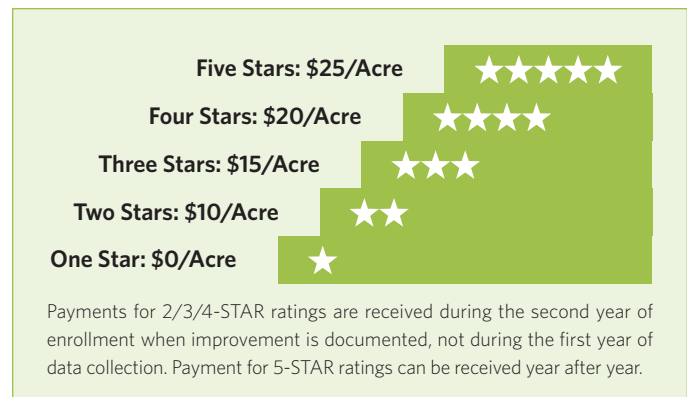 Five Stars: $25/Acre
Four Stars: $20/Acre
Three Stars: $15/Acre
Two Stars: $10/Acre
One Star: $0/Acre
Payments for 2/3/4-STAR ratings are received during the second year of
enrollment when improvement is documented, not during the first year of
data collection. Payment for 5-STAR ratings can be received year after year.